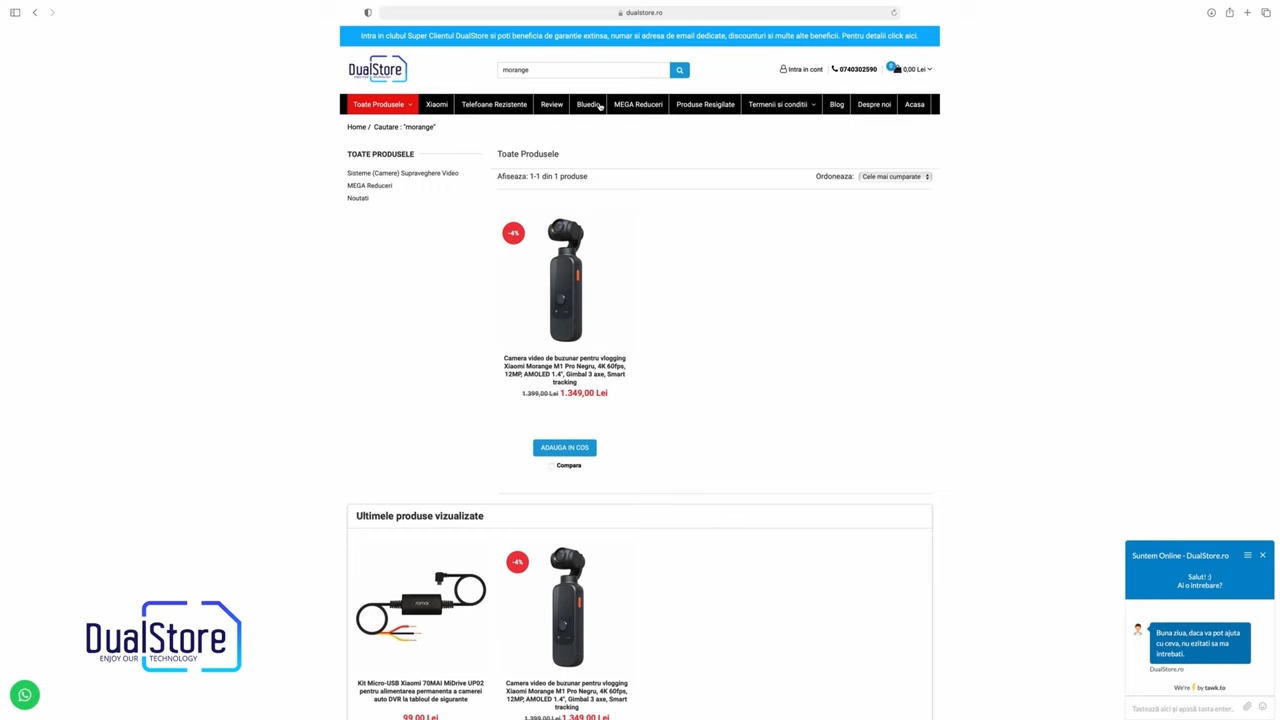 dualstore.ro
Intra in clubul Super Clientul DualStore si poti beneficia de garantie extinsa, numar si adresa de email dedicate, discounturi si multe alte beneficii. Pentru detalii click aici.
DualStore
morange
Intra in cont
0740302590
0
0,00 Lei
Toate Produsele
Xiaomi
Telefoane Rezistente
Review
Bluedio
MEGA Reduceri
Produse Resigilate
Termenii si conditii
Blog
Despre noi
Acasa
Home / Cautare : "morange"
TOATE PRODUSELE
Sisteme (Camere) Supraveghere Video
MEGA Reduceri
Noutati
Toate Produsele
Afiseaza: 1-1 din 1 produse
Ordoneaza:
Cele mai cumparate
-4%
Camera video de buzunar pentru vlogging
Xiaomi Morange M1 Pro Negru, 4K 60fps,
12MP, AMOLED 1.4", Gimbal 3 axe, Smart
tracking
1.399,00 Lei 1.349,00 Lei
ADAUGA IN COS
Compara
Ultimele produse vizualizate
-4%
Kit Micro-USB Xiaomi 70MAI MiDrive UP02
pentru alimentarea permanenta a camerei
auto DVR la tabloul de sigurante
99,00 Lei
Camera video de buzunar pentru vlogging
Xiaomi Morange M1 Pro Negru, 4K 60fps,
12MP, AMOLED 1.4", Gimbal 3 axe, Smart
tracking
1.399,00 Lei 1.349,00 Lei
DualStore
ENJOY OUR TECHNOLOGY
Suntem Online - DualStore.ro
Salut! :)
Ai o intrebare?
Buna ziua, daca va pot ajuta
cu ceva, nu ezitati sa ma
intrebati.
DualStore.ro
We're by tawk.to
Tastează aici și apasă tasta enter..